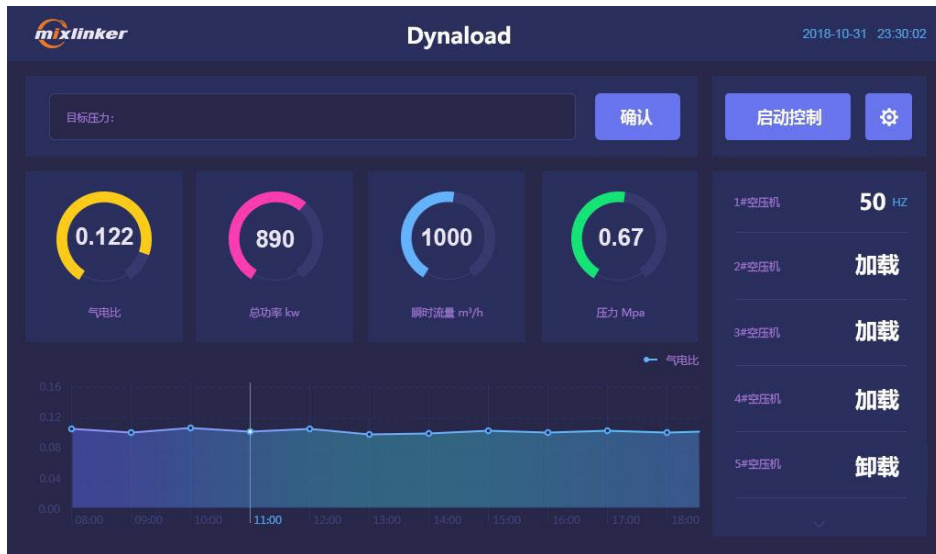 mixlinker
Dynaload
2018-10-31 23:30:02
目标压力:
确认
启动控制
0.122
气电比
890
总功率 kw
1000
瞬时流量 m³/h
0.67
压力 Mpa
1#空压机 50 HZ
2#空压机 加载
3#空压机 加载
4#空压机 加载
5#空压机 卸载
气电比
0.16
0.12
0.08
0.04
0.00
08:00 09:00 10:00 11:00 12:00 13:00 14:00 15:00 16:00 17:00 18:00